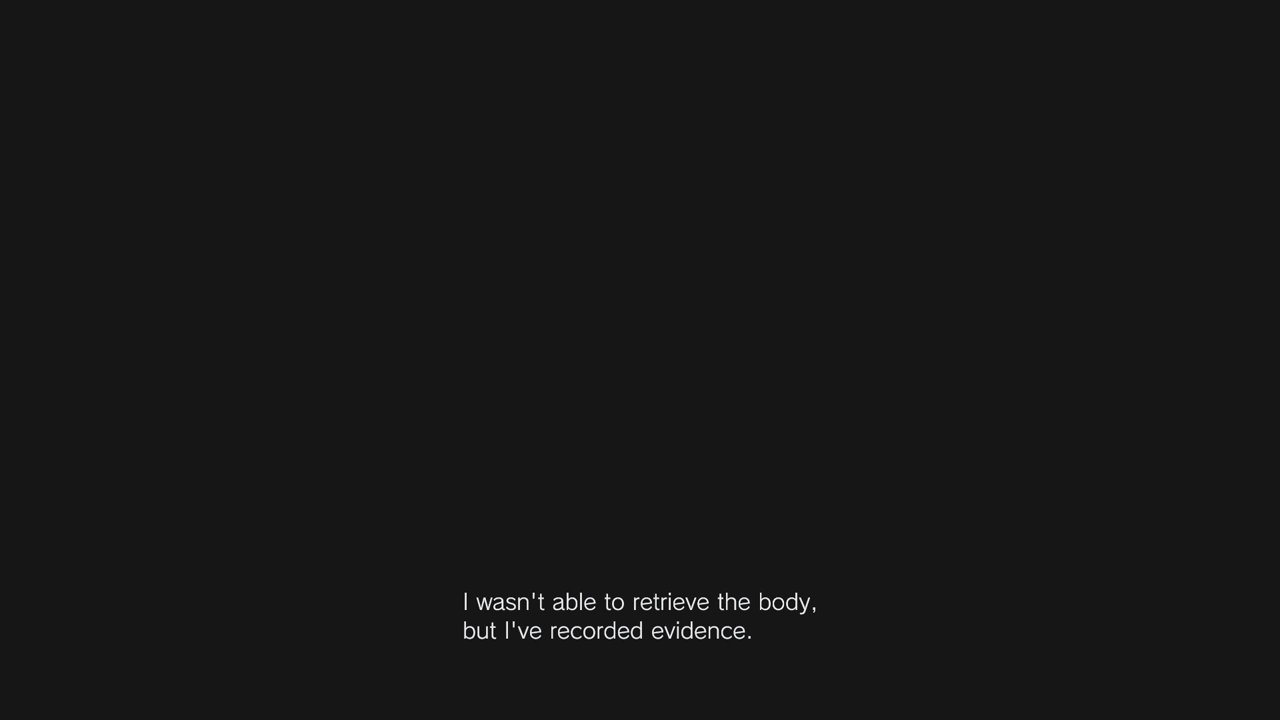 I wasn't able to retrieve the body,
but I've recorded evidence.